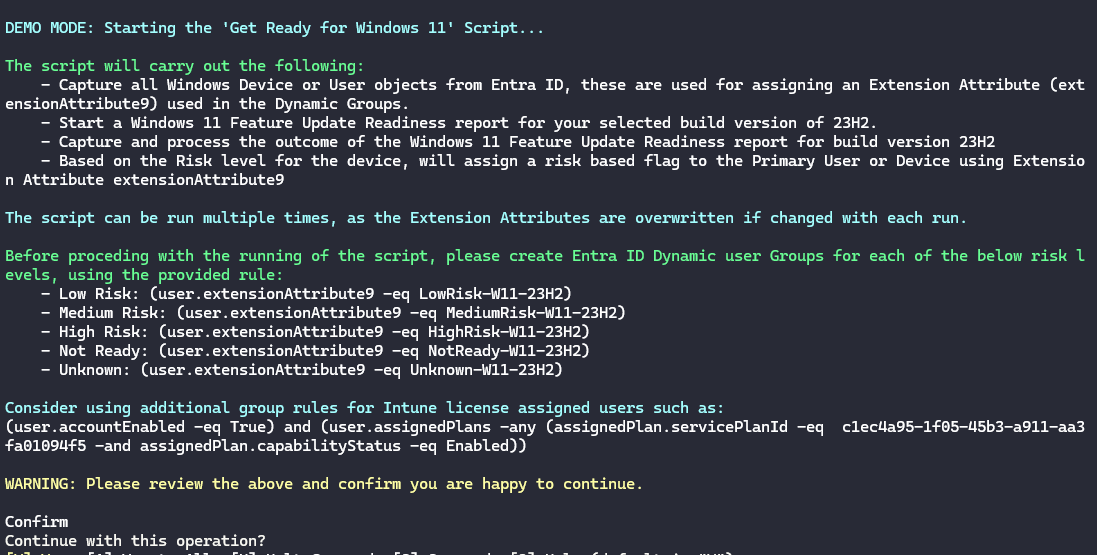 DEMO MODE: Starting the 'Get Ready for Windows 11' Script...
The script will carry out the following:
- Capture all Windows Device or User objects from Entra ID, these are used for assigning an Extension Attribute (ext
ensionAttribute9) used in the Dynamic Groups.
- Start a Windows 11 Feature Update Readiness report for your selected build version of 23H2.
- Capture and process the outcome of the Windows 11 Feature Update Readiness report for build version 23H2
- Based on the Risk level for the device, will assign a risk based flag to the Primary User or Device using Extensio
n Attribute extensionAttribute9
The script can be run multiple times, as the Extension Attributes are overwritten if changed with each run.
Before proceding with the running of the script, please create Entra ID Dynamic user Groups for each of the below risk l
evels, using the provided rule:
- Low Risk: (user.extensionAttribute9 -eq LowRisk-W11-23H2)
- Medium Risk: (user.extensionAttribute9 -eq MediumRisk-W11-23H2)
- High Risk: (user.extensionAttribute9 -eq HighRisk-W11-23H2)
- Not Ready: (user.extensionAttribute9 -eq NotReady-W11-23H2)
- Unknown: (user.extensionAttribute9 -eq Unknown-W11-23H2)
Consider using additional group rules for Intune license assigned users such as:
(user.accountEnabled -eq True) and (user.assignedPlans -any (assignedPlan.servicePlanId -eq  c1ec4a95-1f05-45b3-a911-aa3
fa01094f5 -and assignedPlan.capabilityStatus -eq Enabled))
WARNING: Please review the above and confirm you are happy to continue.
Confirm
Continue with this operation?